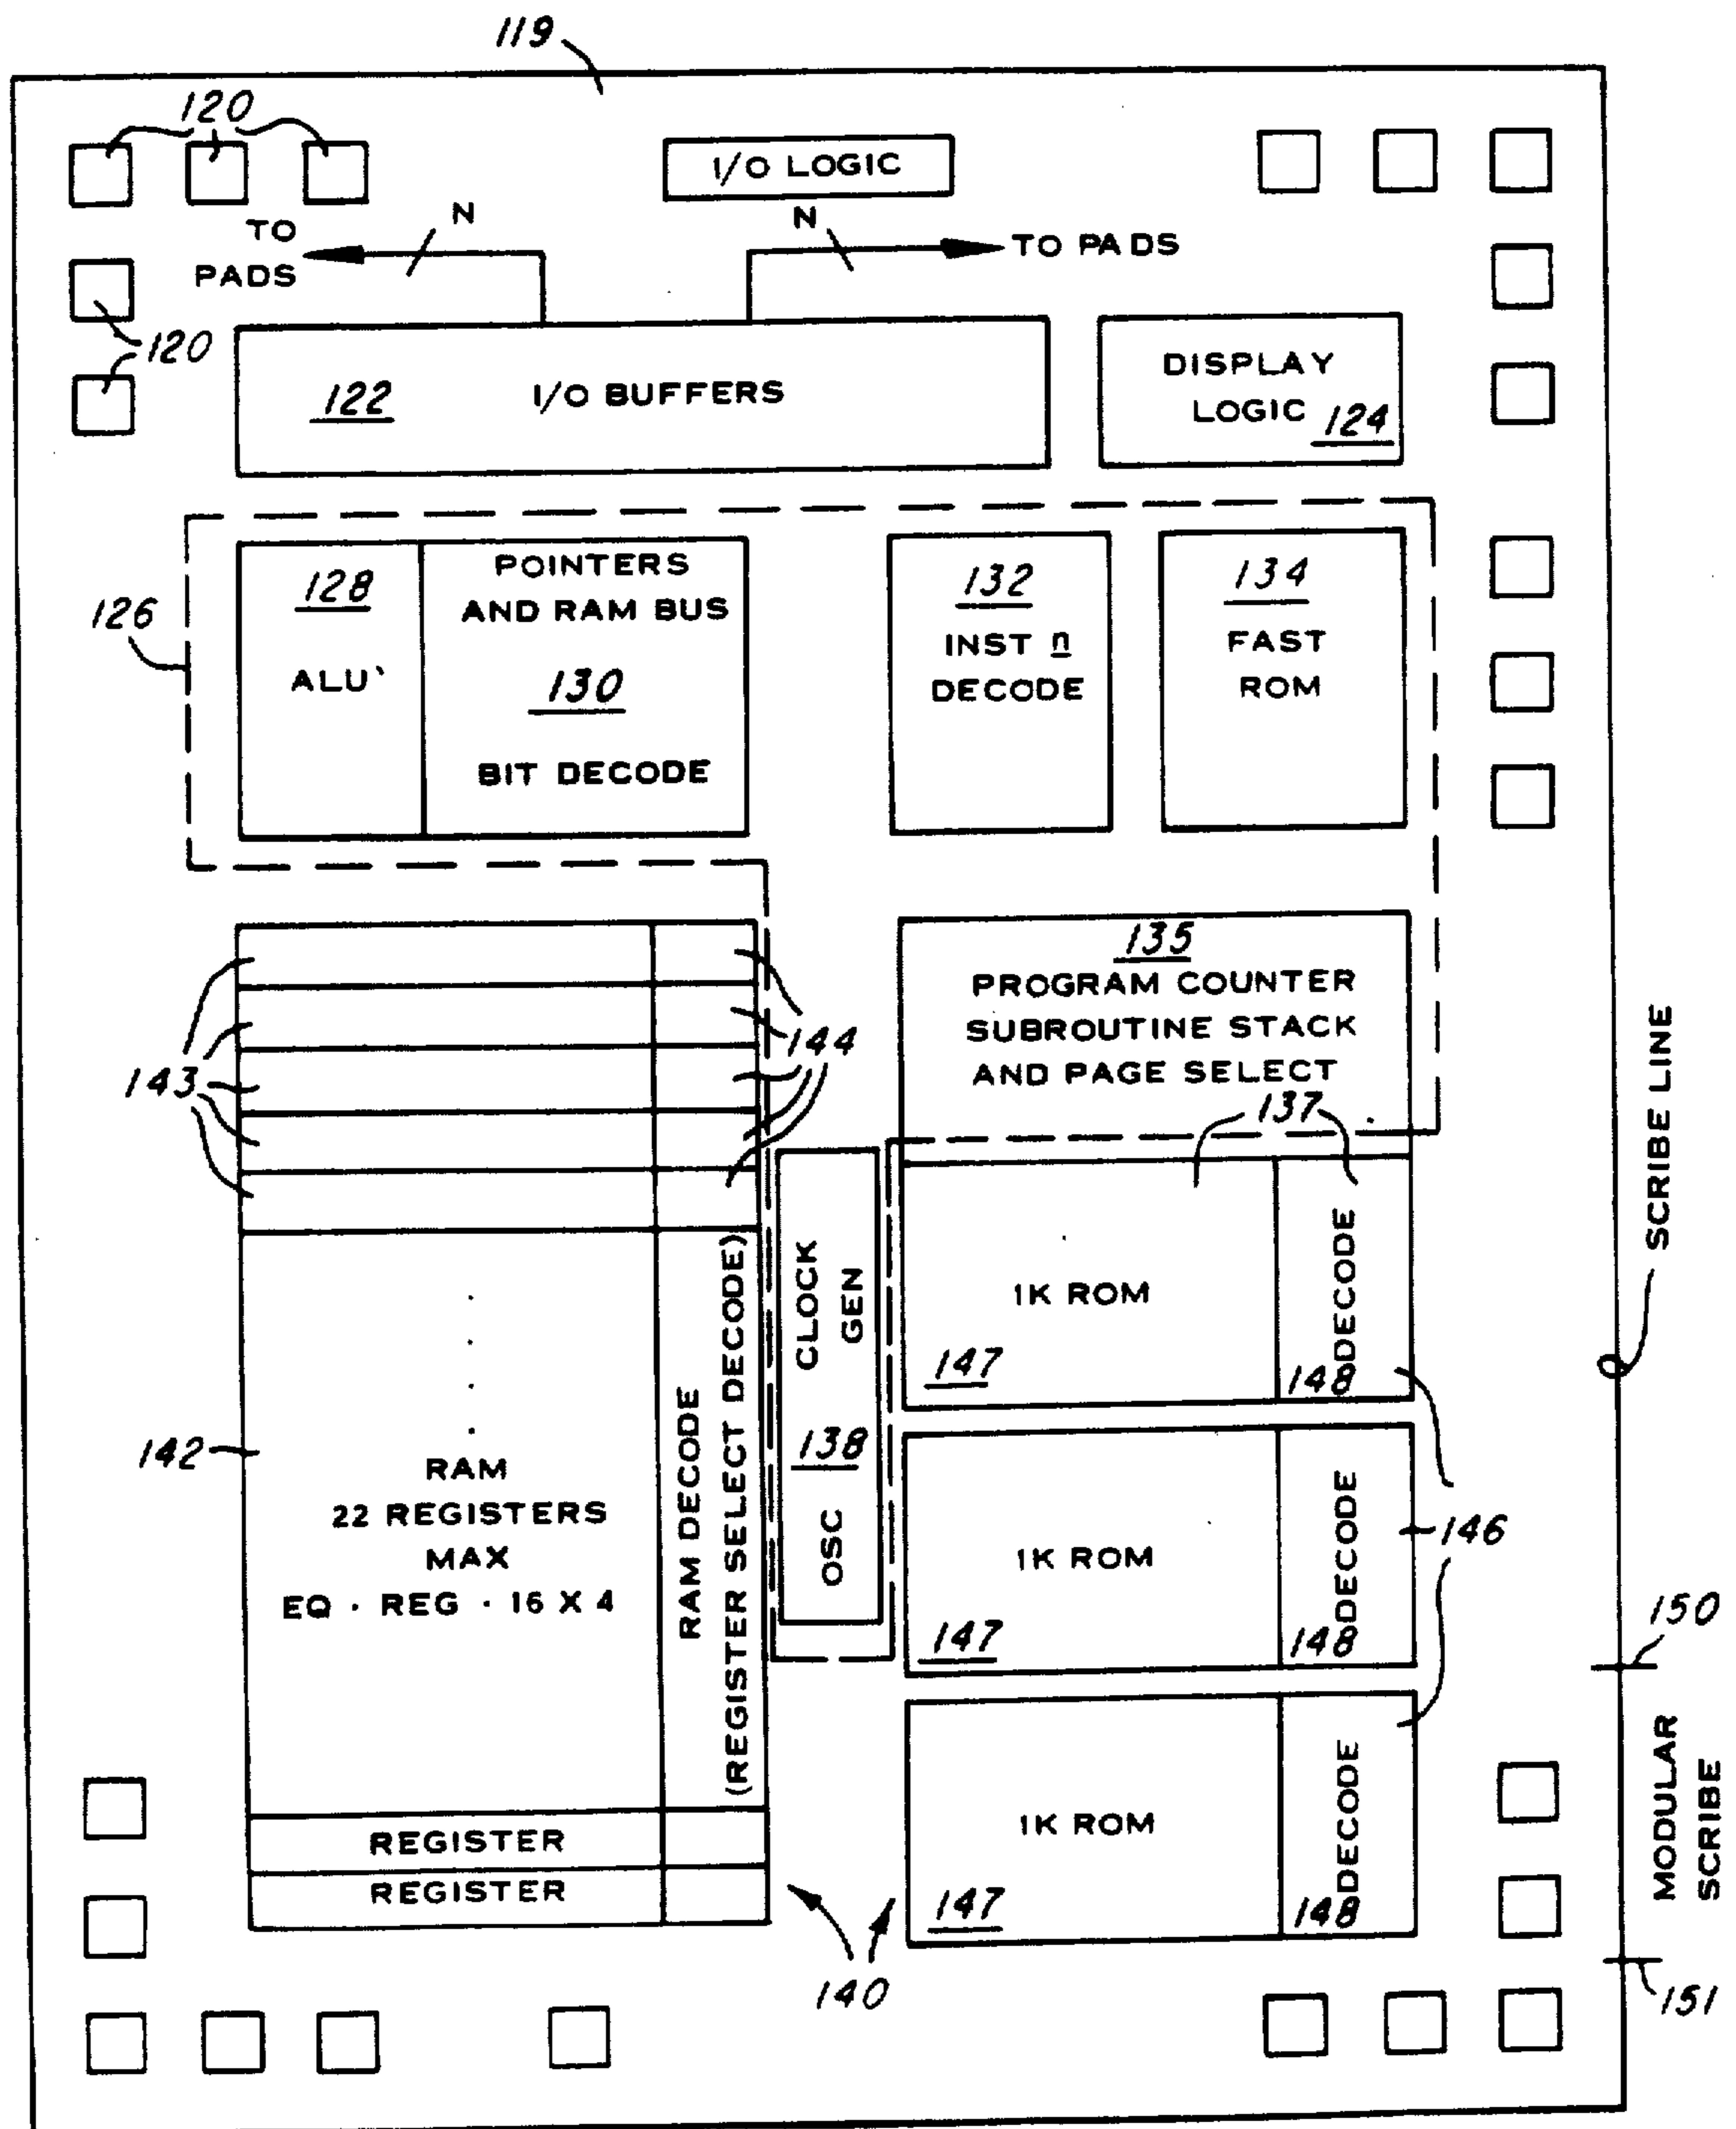 119
120
I/O LOGIC
N
TO
PADS
N
TO PADS
120
122
I/O BUFFERS
DISPLAY
LOGIC
124
126
128
ALU
POINTERS
AND RAM BUS
130
BIT DECODE
132
INST n
DECODE
134
FAST
ROM
143
144
135
PROGRAM COUNTER
SUBROUTINE STACK
AND PAGE SELECT
137
SCRIBE LINE
142
RAM
22 REGISTERS
MAX
EQ · REG · 16 X 4
RAM DECODE
(REGISTER SELECT DECODE)
CLOCK
GEN
138
OSC
1K ROM
147
DECODE
148
146
1K ROM
147
DECODE
148
150
MODULAR
SCRIBE
1K ROM
147
DECODE
148
REGISTER
REGISTER
140
151